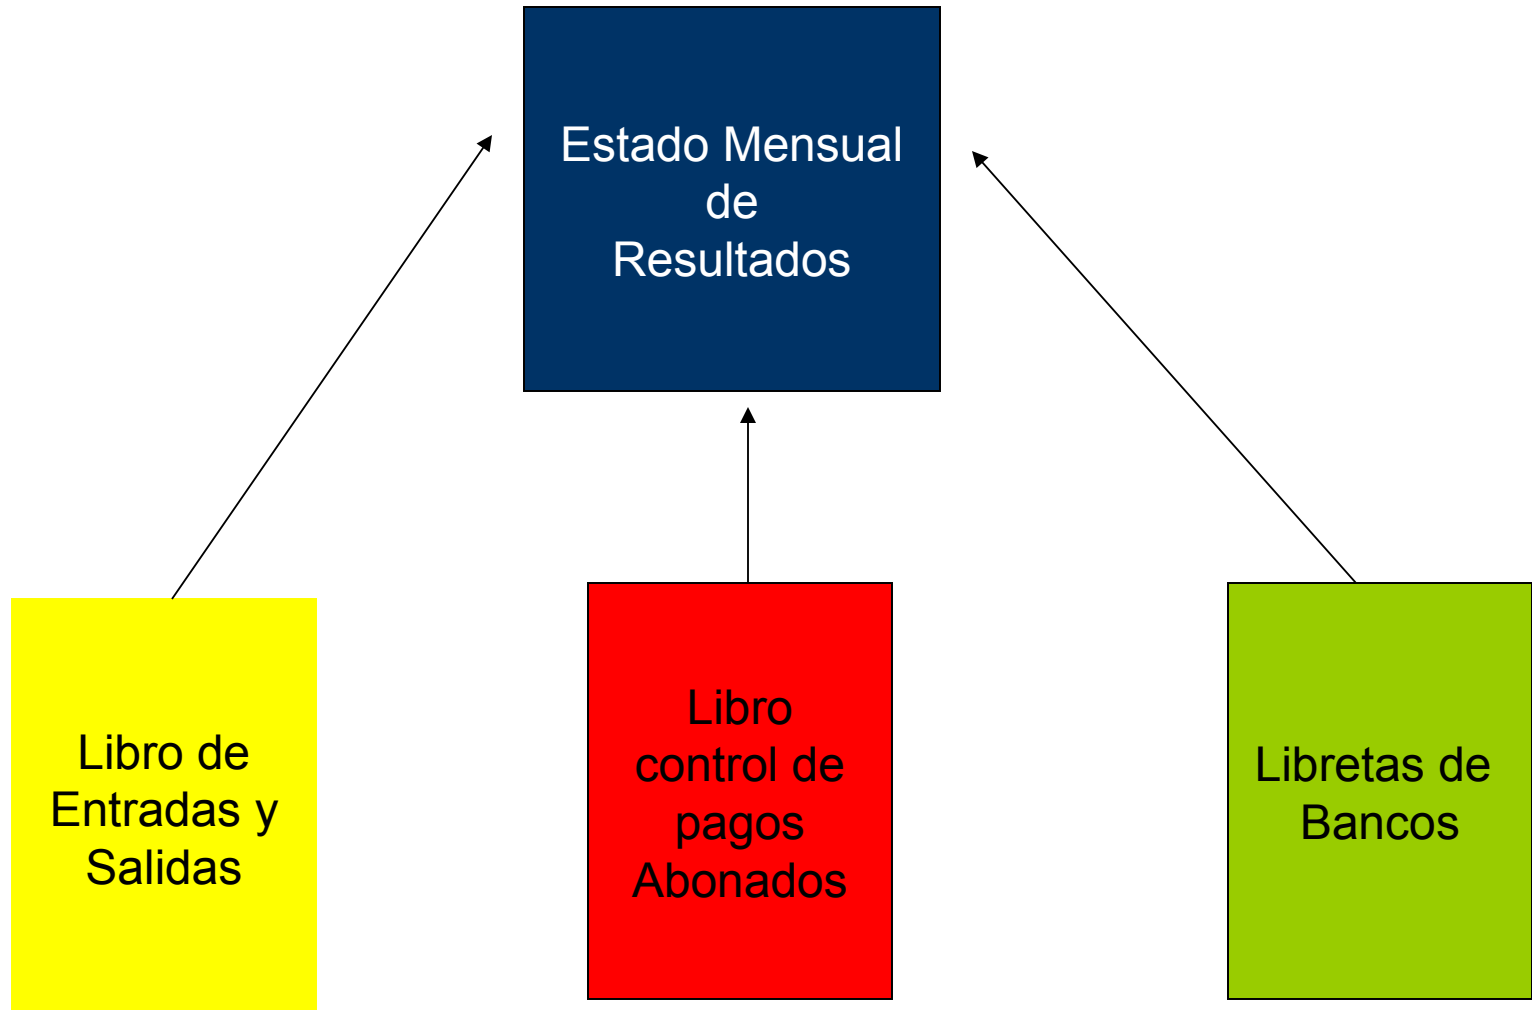 Estado Mensual
de
Resultados
Libro de
Entradas y
Salidas
Libro
control de
pagos
Abonados
Libretas de
Bancos